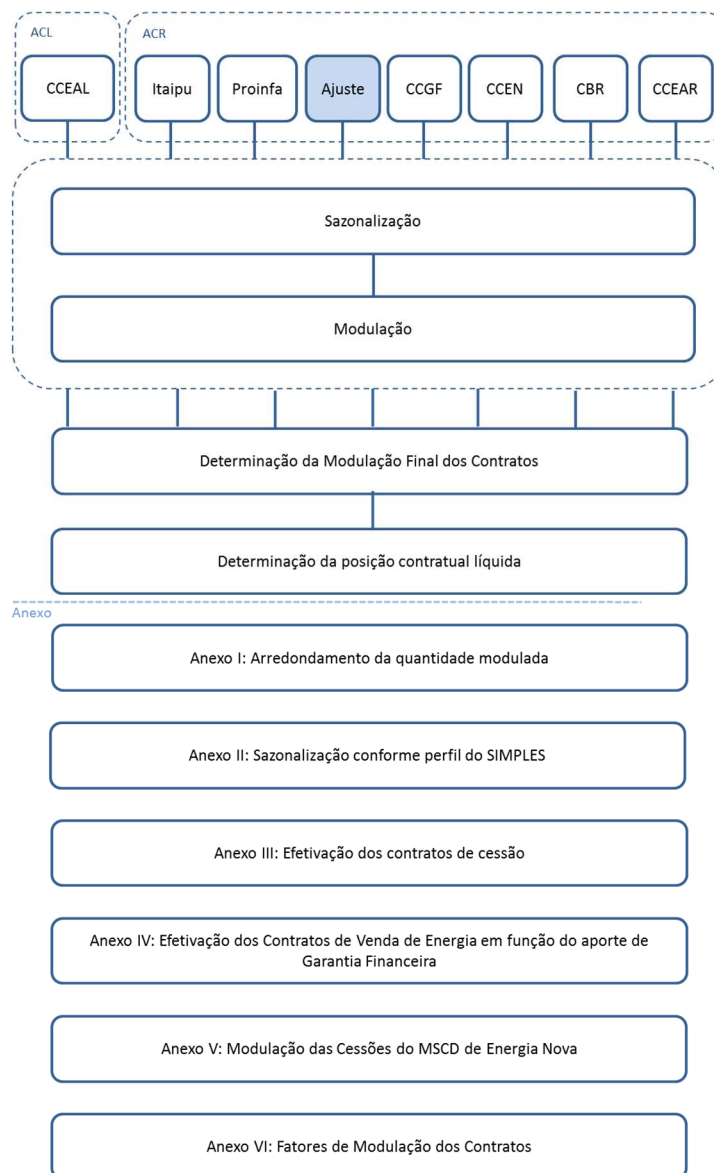 ACL
ACR
CCEAL
Itaipu
Proinfa
Ajuste
CCGF
CCEN
CBR
CCEAR
Sazonalização
Modulação
Determinação da Modulação Final dos Contratos
Determinação da posição contratual líquida
Anexo
Anexo I: Arredondamento da quantidade modulada
Anexo II: Sazonalização conforme perfil do SIMPLES
Anexo III: Efetivação dos contratos de cessão
Anexo IV: Efetivação dos Contratos de Venda de Energia em função do aporte de
Garantia Financeira
Anexo V: Modulação das Cessões do MSCD de Energia Nova
Anexo VI: Fatores de Modulação dos Contratos